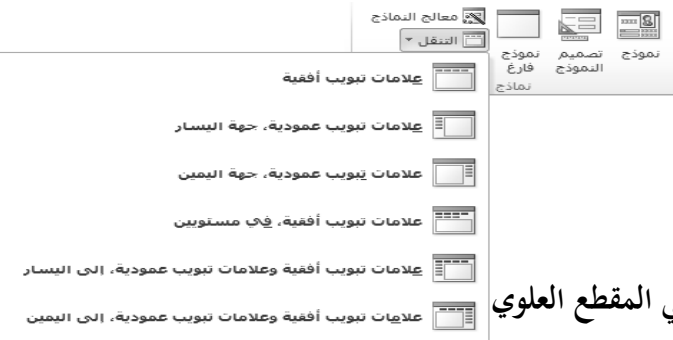 معالج النماذج
التنقل
نموذج
تصميم النموذج
نموذج فارغ
نماذج
علامات تبويب أفقية
علامات تبويب عمودية، جهة اليسار
علامات تبويب عمودية، جهة اليمين
علامات تبويب أفقية، في مستويين
علامات تبويب أفقية وعلامات تبويب عمودية، إلى اليسار
علامات تبويب أفقية وعلامات تبويب عمودية، إلى اليمين
المقطع العلوي